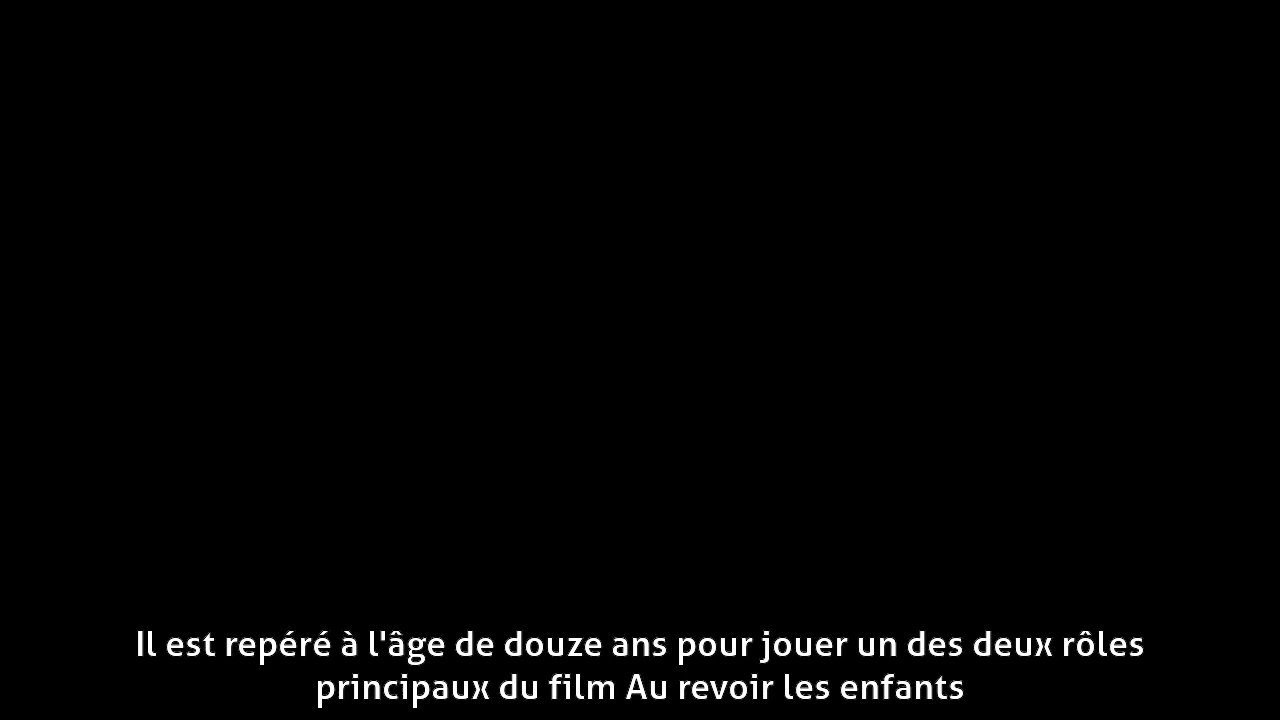 Il est repéré à l'âge de douze ans pour jouer un des deux rôles
principaux du film Au revoir les enfants